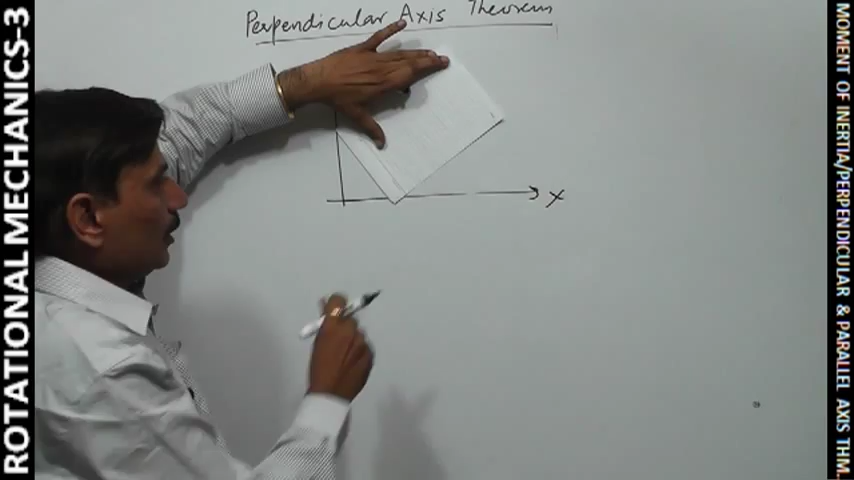 ROTATIONAL MECHANICS-3
Perpendicular Axis Theorem
X
MOMENT OF INERTIA/PERPENDICULAR & PARALLEL AXIS THM.